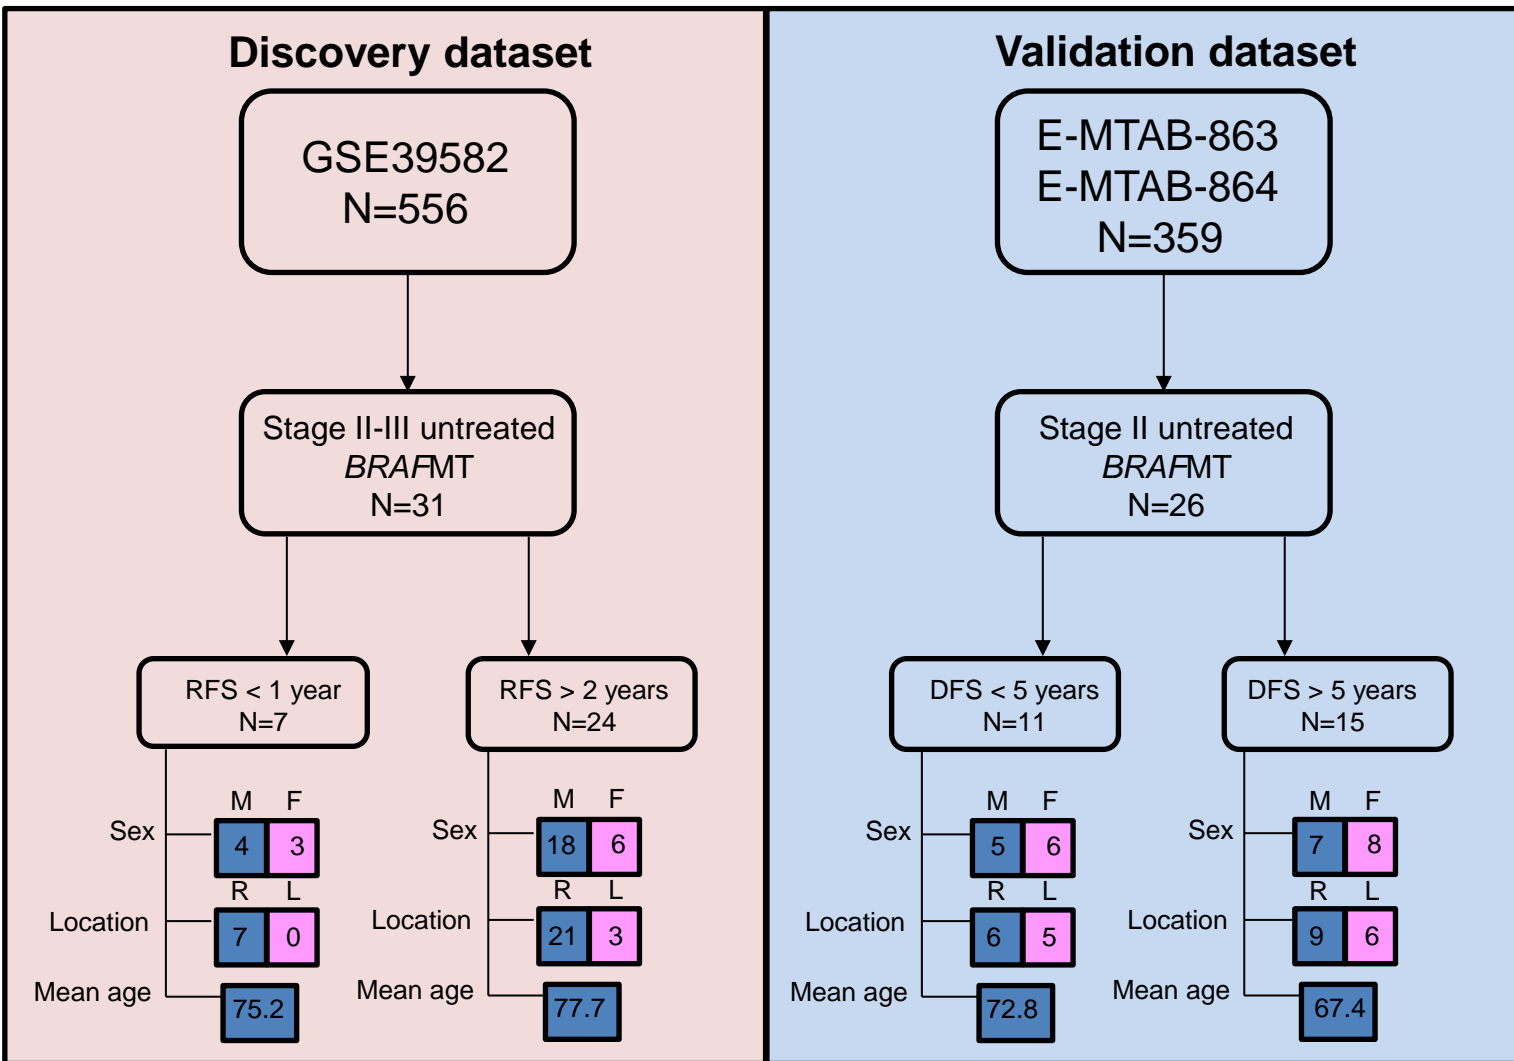 Discovery dataset
GSE39582
N=556
Stage II-III untreated
BRAFMT
N=31
RFS < 1 year
N=7
RFS > 2 years
N=24
M F
Sex
4 3
R L
Location
7 0
Mean age
75.2
M F
Sex
18 6
R L
Location
21 3
Mean age
77.7
Validation dataset
E-MTAB-863
E-MTAB-864
N=359
Stage II untreated
BRAFMT
N=26
DFS < 5 years
N=11
DFS > 5 years
N=15
M F
Sex
5 6
R L
Location
6 5
Mean age
72.8
M F
Sex
7 8
R L
Location
9 6
Mean age
67.4